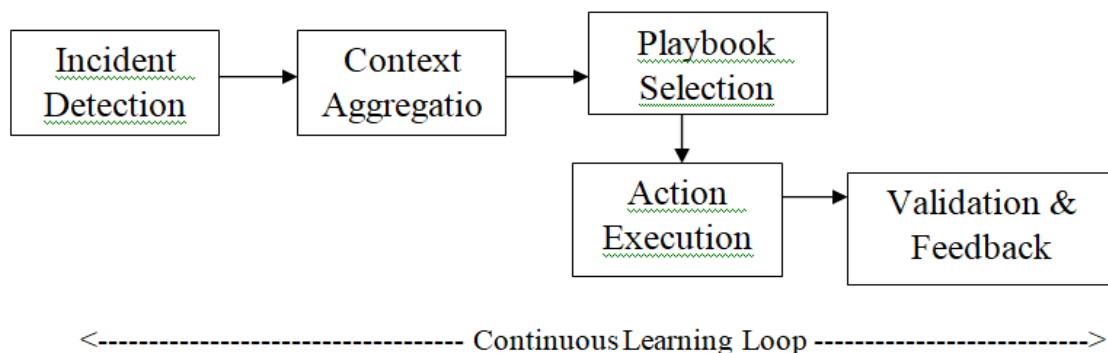 Incident
Detection
Context
Aggregatio
Playbook
Selection
Action
Execution
Validation &
Feedback
<----------------------------------- Continuous Learning Loop -------------------------->